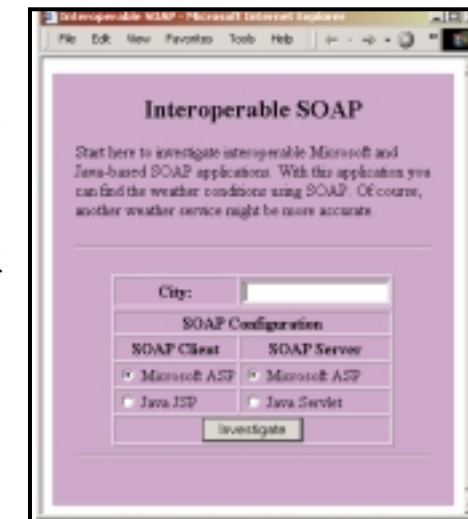 Interoperable SOAP - Microsoft Internet Explorer
File Edit View Favorites Tools Help
Interoperable SOAP
Start here to investigate interoperable Microsoft and
Java-based SOAP applications. With this application you
can find the weather conditions using SOAP. Of course,
another weather service might be more accurate.
City:
SOAP Configuration
SOAP Client SOAP Server
Microsoft ASP Microsoft ASP
Java JSP Java Servlet
Investigate